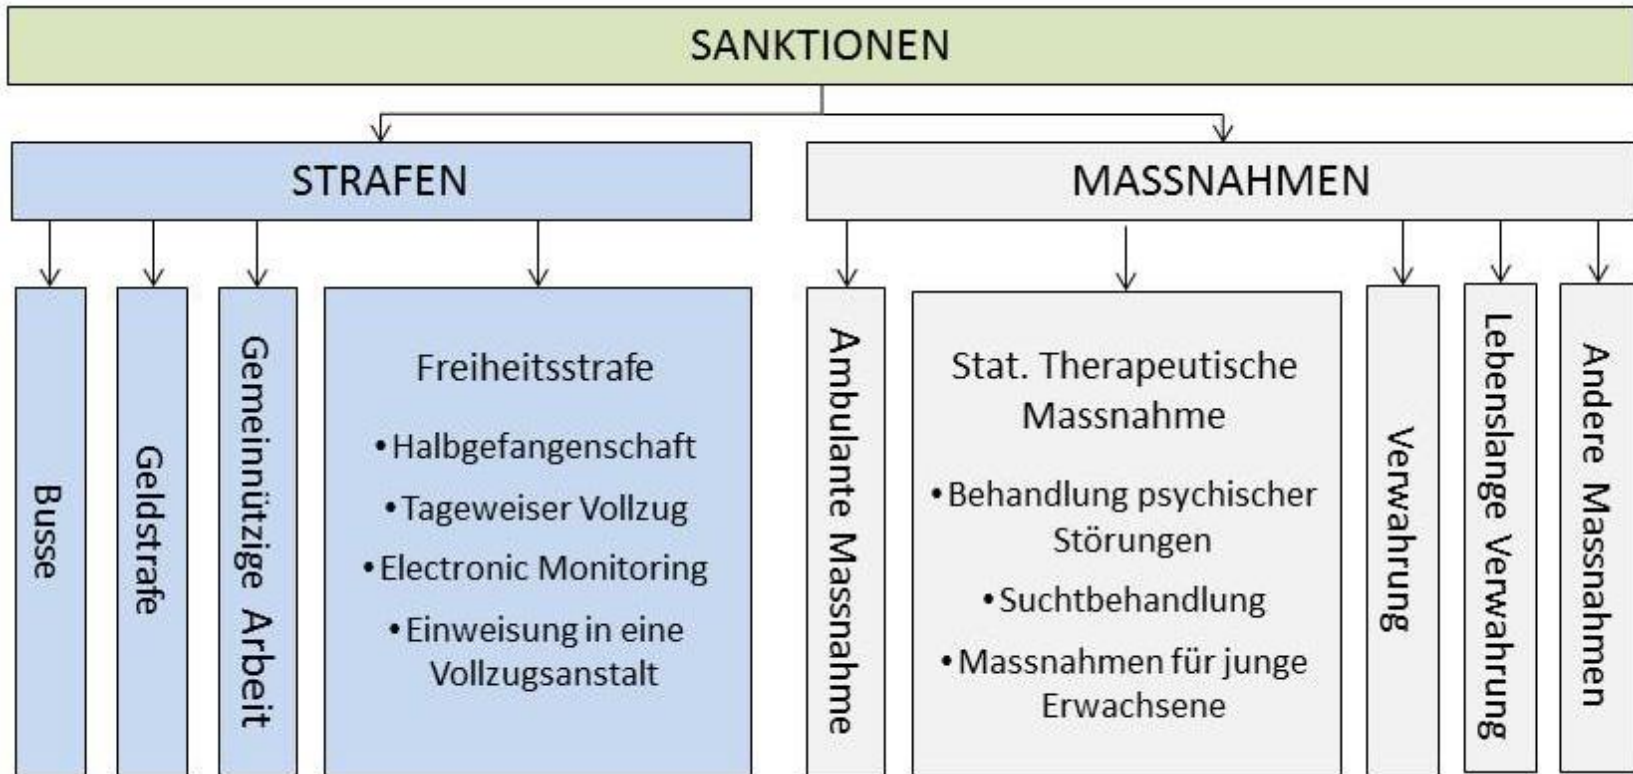 SANKTIONEN
STRAFEN
MASSNAHMEN
Busse
Geldstrafe
Gemeinnützige Arbeit
Freiheitsstrafe
•Halbgefangenschaft
•Tageweiser Vollzug
•Electronic Monitoring
•Einweisung in eine
Vollzugsanstalt
Ambulante Massnahme
Stat. Therapeutische
Massnahme
•Behandlung psychischer
Störungen
•Suchtbehandlung
•Massnahmen für junge
Erwachsene
Verwahrung
Lebenslange Verwahrung
Andere Massnahmen